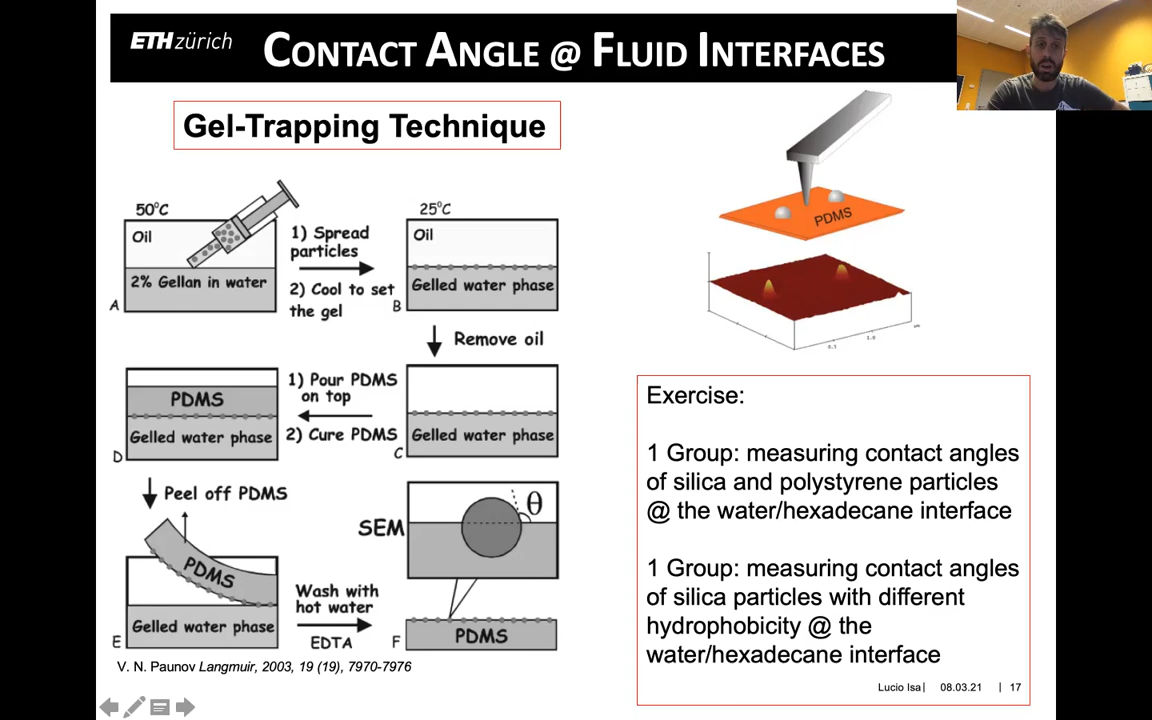 ETH zürich
CONTACT ANGLE @ FLUID INTERFACES
Gel-Trapping Technique
50°C
Oil
2% Gellan in water
A
1) Spread
particles
2) Cool to set
the gel
25°C
Oil
Gelled water phase
B
Remove oil
PDMS
Gelled water phase
D
1) Pour PDMS
on top
2) Cure PDMS
Gelled water phase
C
Peel off PDMS
PDMS
Gelled water phase
E
Wash with
hot water
EDTA
SEM
θ
PDMS
F
V. N. Paunov Langmuir, 2003, 19 (19), 7970-7976
PDMS
Exercise:
1 Group: measuring contact angles
of silica and polystyrene particles
@ the water/hexadecane interface
1 Group: measuring contact angles
of silica particles with different
hydrophobicity @ the
water/hexadecane interface
Lucio Isa| 08.03.21 | 17